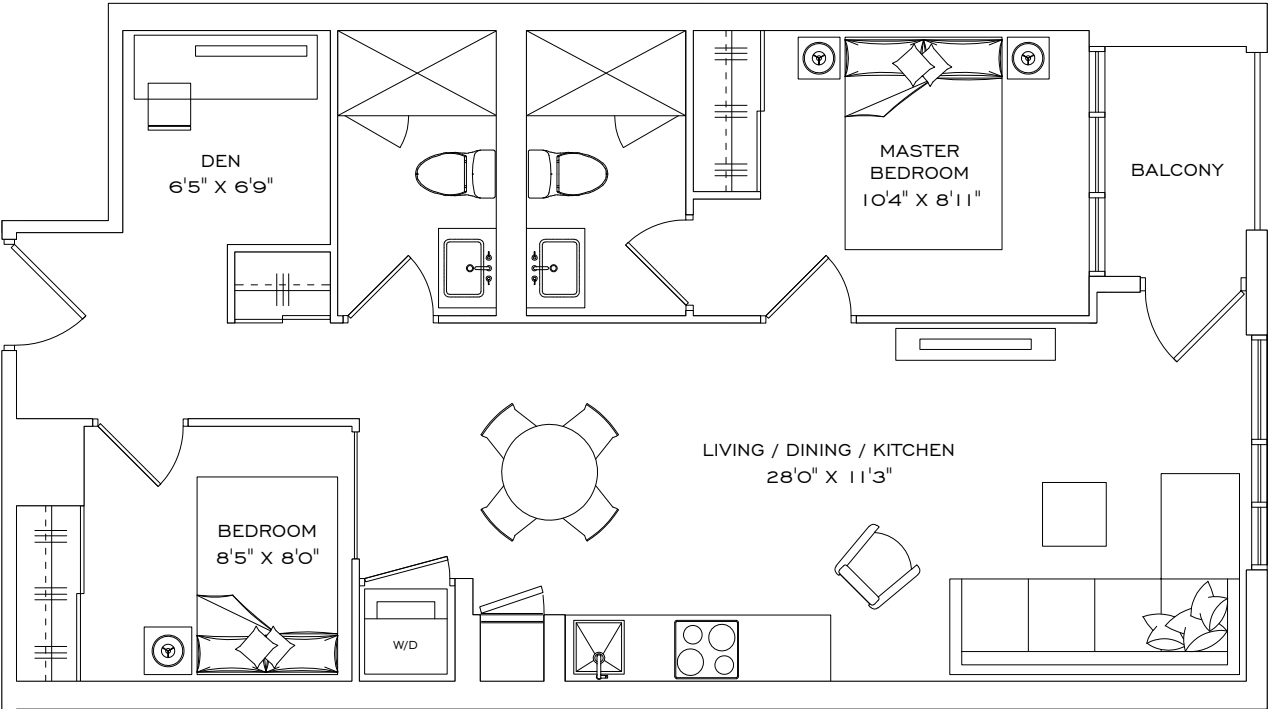 DEN
6'5" X 6'9"
MASTER
BEDROOM
10'4" X 8'11"
BALCONY
LIVING / DINING / KITCHEN
28'0" X 11'3"
BEDROOM
8'5" X 8'0"
W/D